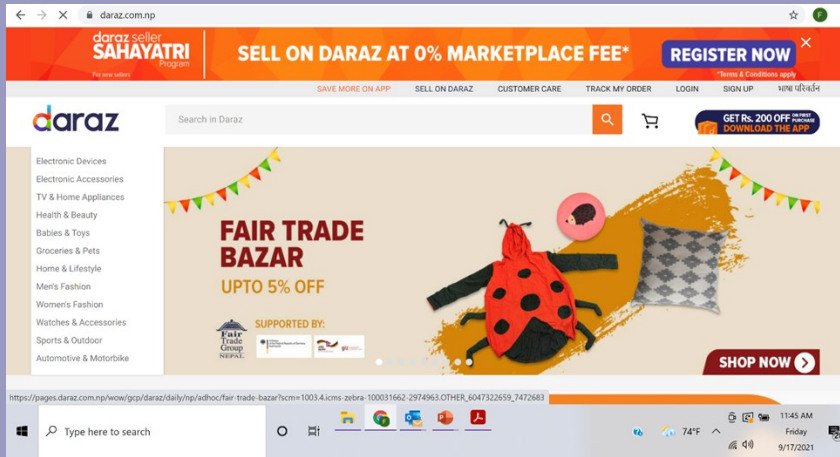 daraz.com.np
daraz seller
SAHAYATRI
Program
For new sellers
SELL ON DARAZ AT 0% MARKETPLACE FEE*
REGISTER NOW
*Terms & Conditions apply
SAVE MORE ON APP SELL ON DARAZ CUSTOMER CARE TRACK MY ORDER LOGIN SIGN UP भाषा परिवर्तन
daraz
Search in Daraz
GET Rs. 200 OFF ON FIRST PURCHASE
DOWNLOAD THE APP
Electronic Devices
Electronic Accessories
TV & Home Appliances
Health & Beauty
Babies & Toys
Groceries & Pets
Home & Lifestyle
Men's Fashion
Women's Fashion
Watches & Accessories
Sports & Outdoor
Automotive & Motorbike
FAIR TRADE
BAZAR
UPTO 5% OFF
Fair
Trade
Group
NEPAL
SUPPORTED BY:
giz
SHOP NOW
https://pages.daraz.com.np/wow/gcp/daraz/daily/np/adhoc/fair-trade-bazar?scm=1003.4.icms-zebra-100031662-2974963.OTHER_6047322659_7472683
Type here to search
74°F
11:45 AM
Friday
9/17/2021